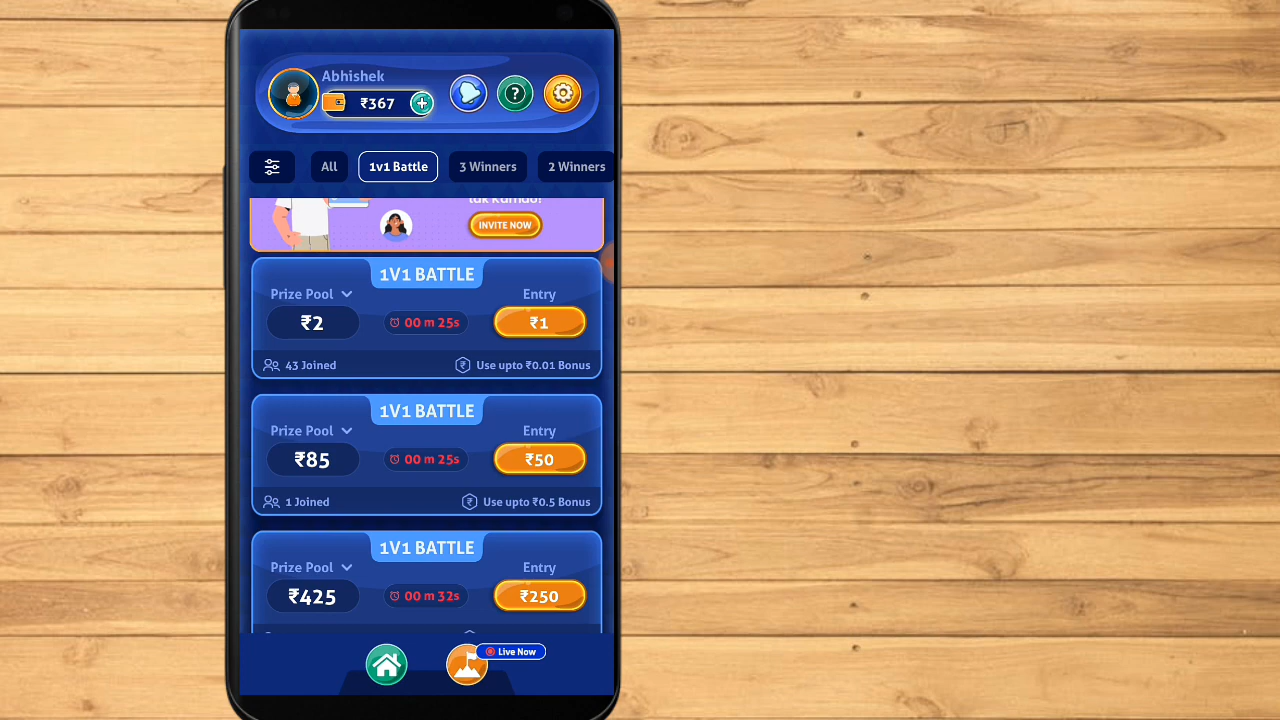 Abhishek
₹367
?
All
1v1 Battle
3 Winners
2 Winners
INVITE NOW
1V1 BATTLE
Prize Pool
Entry
₹2
00 m 25s
₹1
43 Joined
Use upto ₹0.01 Bonus
1V1 BATTLE
Prize Pool
Entry
₹85
00 m 25s
₹50
1 Joined
Use upto ₹0.5 Bonus
1V1 BATTLE
Prize Pool
Entry
₹425
00 m 32s
₹250
Live Now